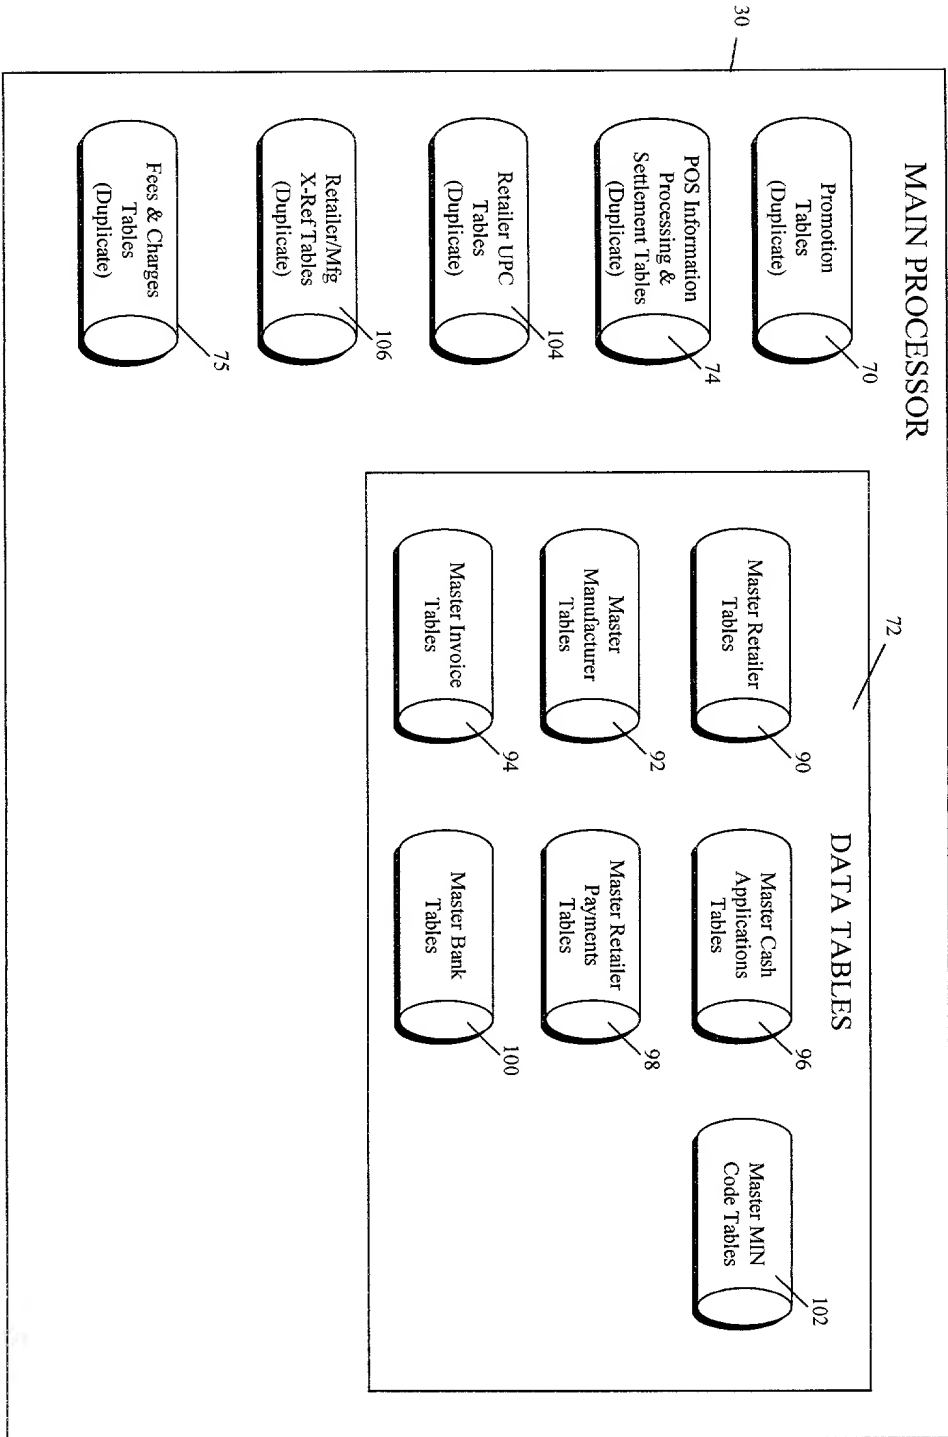 30
MAIN PROCESSOR
Promotion
Tables
(Duplicate)
70
POS Information
Processing &
Settlement Tables
(Duplicate)
74
Retailer UPC
Tables
(Duplicate)
104
Retailer/Mfg
X-Ref Tables
(Duplicate)
106
Fees & Charges
Tables
(Duplicate)
75
72
DATA TABLES
Master Retailer
Tables
90
Master
Manufacturer
Tables
92
Master Invoice
Tables
94
Master Cash
Applications
Tables
96
Master Retailer
Payments
Tables
98
Master Bank
Tables
100
Master MIN
Code Tables
102